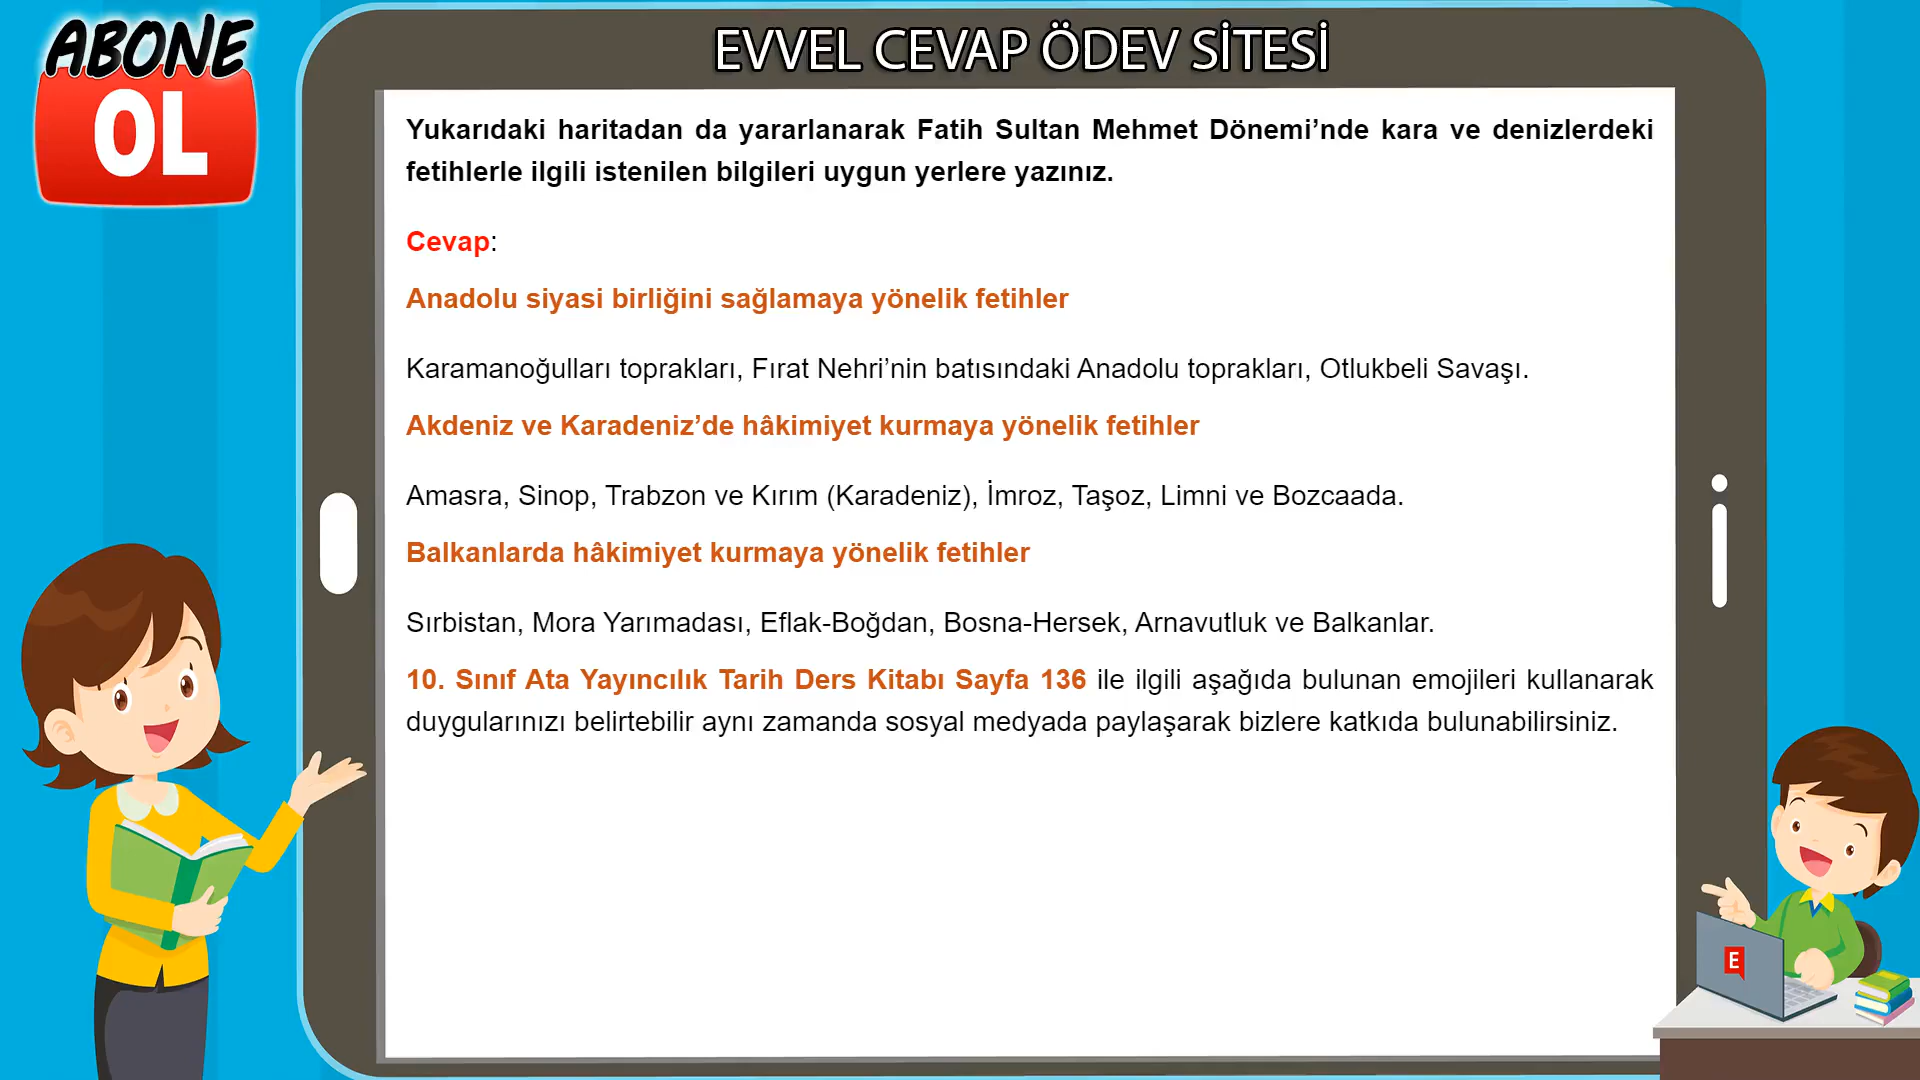 ABONE
OL
EVVEL CEVAP ÖDEV SİTESİ
Yukarıdaki haritadan da yararlanarak Fatih Sultan Mehmet Dönemi’nde kara ve denizlerdeki
fetihlerle ilgili istenilen bilgileri uygun yerlere yazınız.
Cevap:
Anadolu siyasi birliğini sağlamaya yönelik fetihler
Karamanoğulları toprakları, Fırat Nehri’nin batısındaki Anadolu toprakları, Otlukbeli Savaşı.
Akdeniz ve Karadeniz’de hâkimiyet kurmaya yönelik fetihler
Amasra, Sinop, Trabzon ve Kırım (Karadeniz), İmroz, Taşoz, Limni ve Bozcaada.
Balkanlarda hâkimiyet kurmaya yönelik fetihler
Sırbistan, Mora Yarımadası, Eflak-Boğdan, Bosna-Hersek, Arnavutluk ve Balkanlar.
10. Sınıf Ata Yayıncılık Tarih Ders Kitabı Sayfa 136 ile ilgili aşağıda bulunan emojileri kullanarak
duygularınızı belirtebilir aynı zamanda sosyal medyada paylaşarak bizlere katkıda bulunabilirsiniz.
E